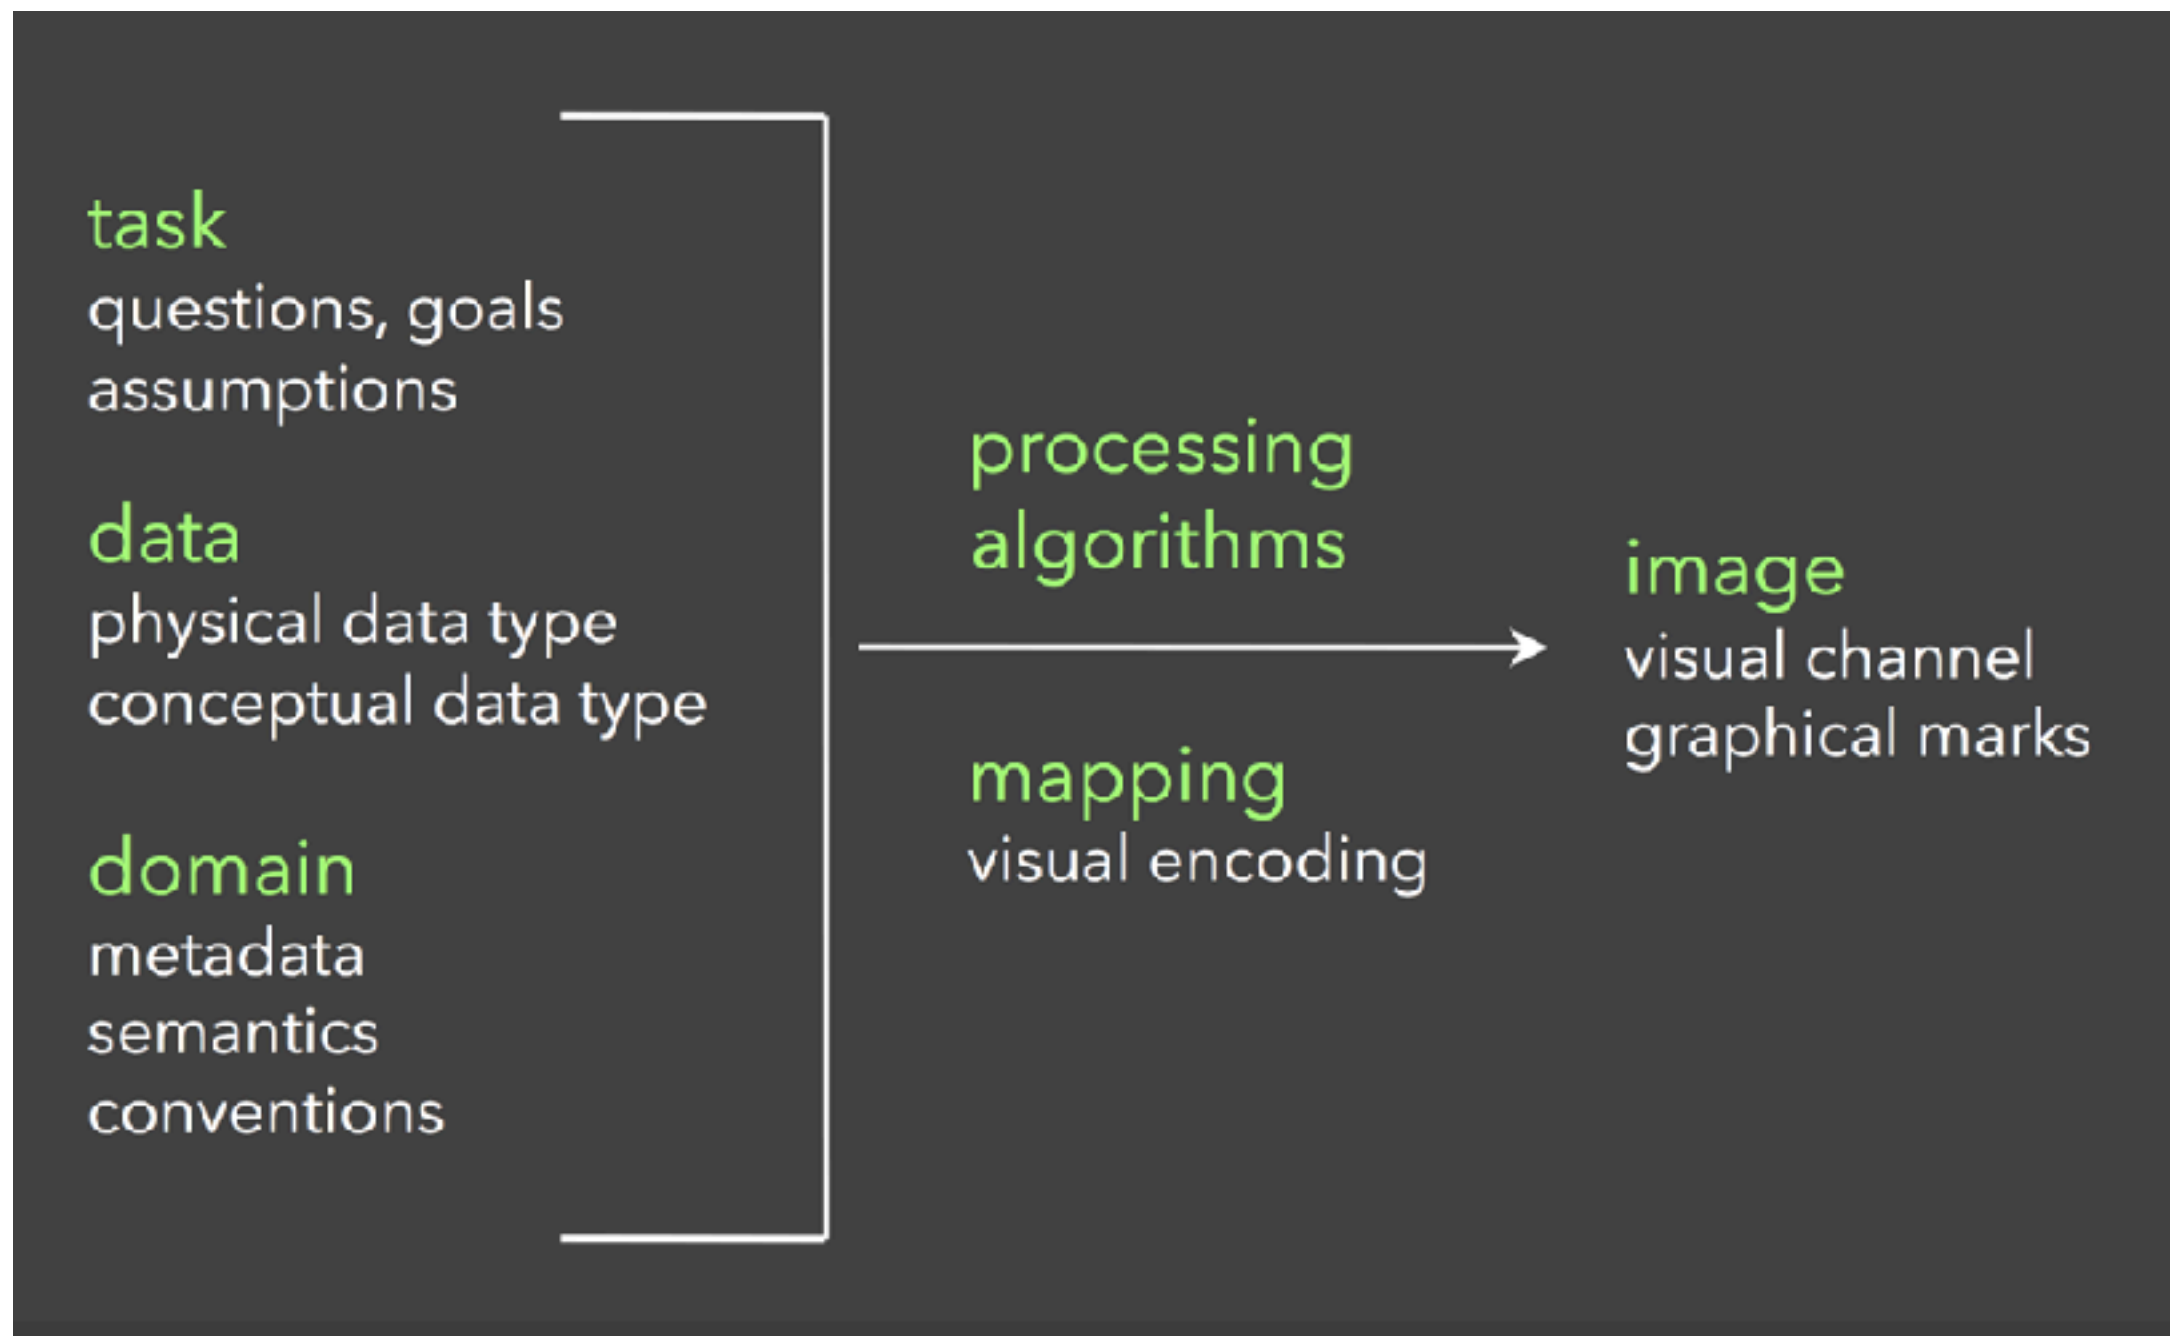 task
questions, goals
assumptions
data
physical data type
conceptual data type
domain
metadata
semantics
conventions
processing
algorithms
mapping
visual encoding
image
visual channel
graphical marks